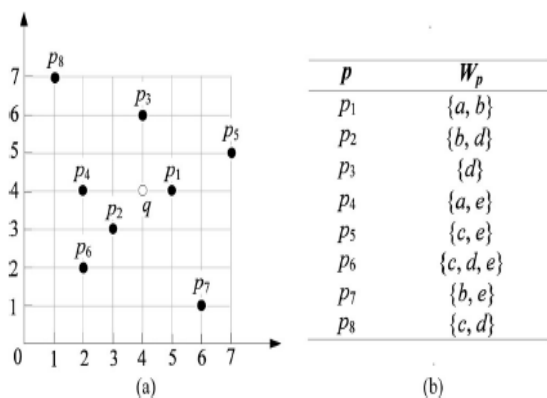 p8
7
p3
6
p5
5
p4
p1
4
q
p2
3
p6
2
p7
1
0 1 2 3 4 5 6 7
(a)
p Wp
p1 {a, b}
p2 {b, d}
p3 {d}
p4 {a, e}
p5 {c, e}
p6 {c, d, e}
p7 {b, e}
p8 {c, d}
(b)